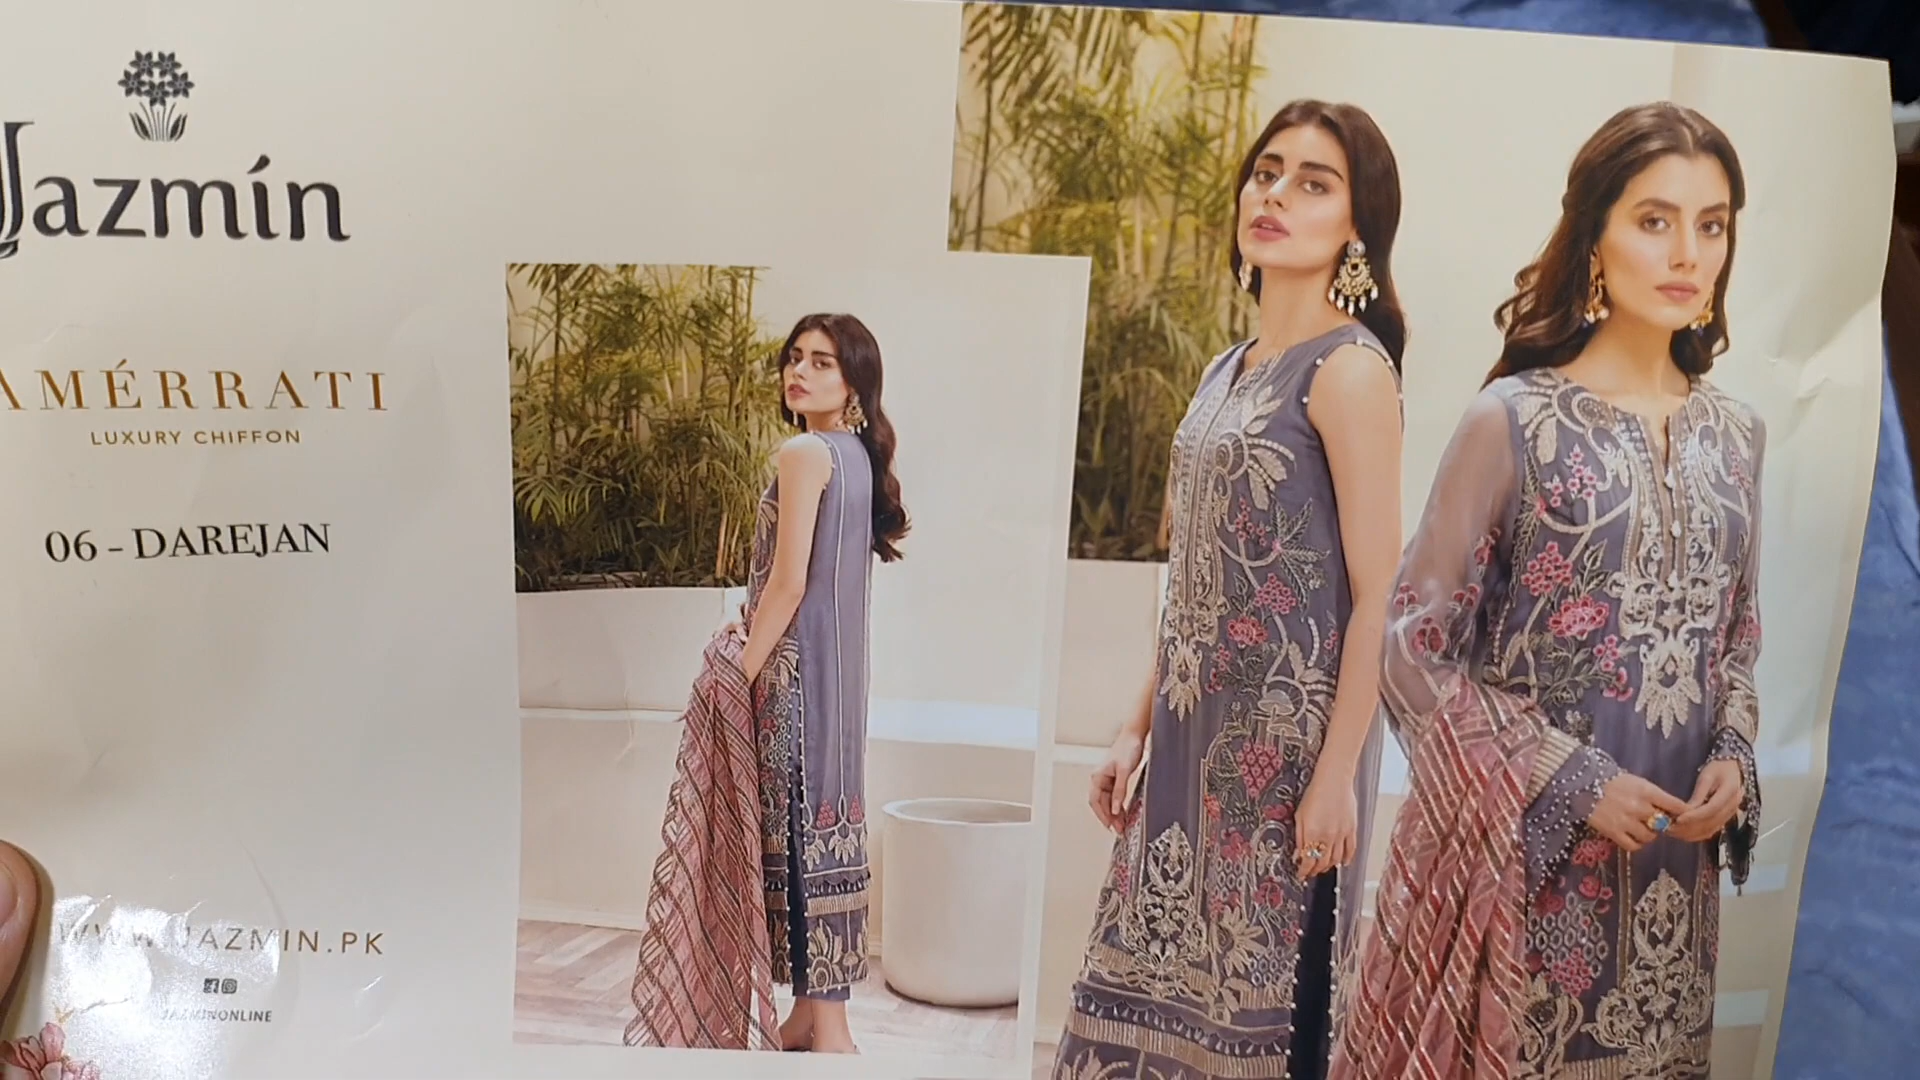 Jazmín
AMÉRRATI
LUXURY CHIFFON
06 - DAREJAN
WWW.JAZMIN.PK
JAZMINONLINE